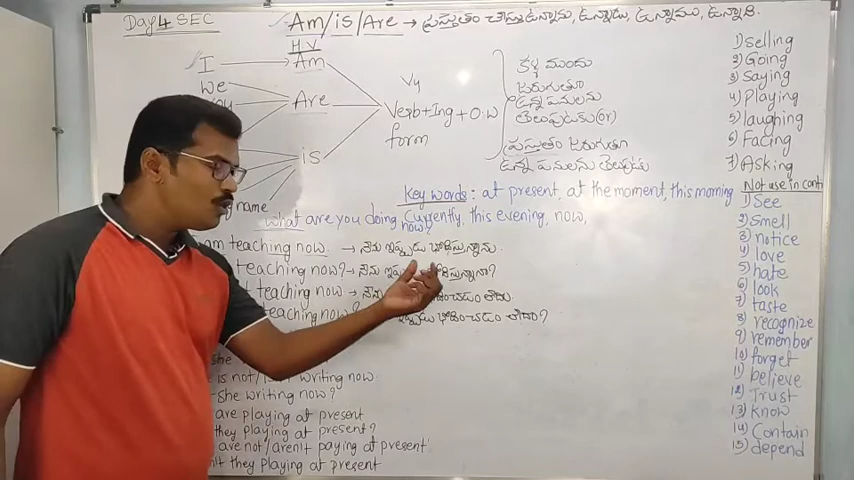 Day 4 SEC
Am/is/Are → ప్రస్తుతం చేస్తూ ఉన్నాను, ఉన్నాడు, ఉన్నాము, ఉన్నాది.
HV
I
Am
We
Are
is
name
V4
Verb+Ing + O.W
form
కళ్ళ ముందు
జరుగుతూ
ఉన్న పనులను
తెలుపుటకు (or)
ప్రస్తుతం జరుగుతూ
ఉన్న పనులను తెలుపుట
1) Selling
2) Going
3) Saying
4) Playing
5) laughing
6) Facing
7) Asking
Key words: at present, at the moment, this morning
Currently, this evening, now,
what are you doing
now?
am teaching now. → నేను ఇప్పుడు
teaching now? →
teaching now →
teaching now?
she
is not/isn't writing now.
she writing now?
are playing at present
they playing at present?
are not/aren't paying at present
they playing at present
Not use in conti
1) See
2) Smell
3) notice
4) love
5) hate
6) look
7) taste
8) recognize
9) remember
10) forget
11) believe
12) Trust
13) Know
14) Contain
15) depend